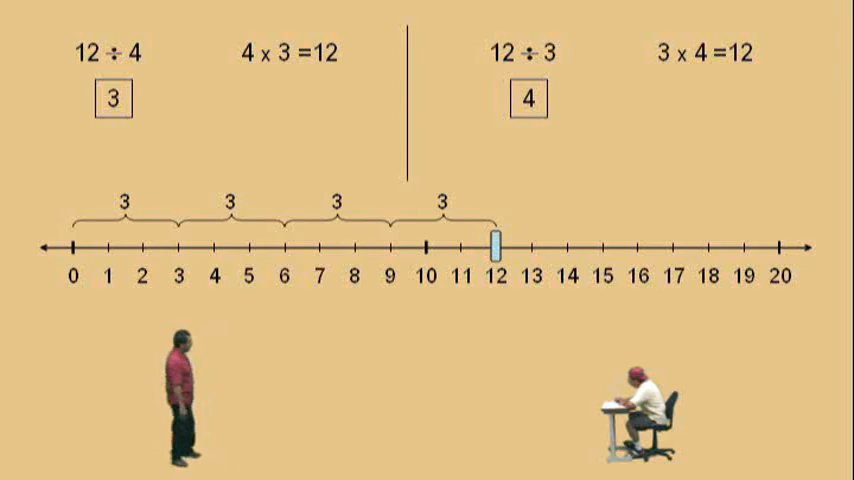 12 ÷ 4 4 x 3 =12
3
12 ÷ 3 3 x 4 =12
4
3 3 3 3
0 1 2 3 4 5 6 7 8 9 10 11 12 13 14 15 16 17 18 19 20